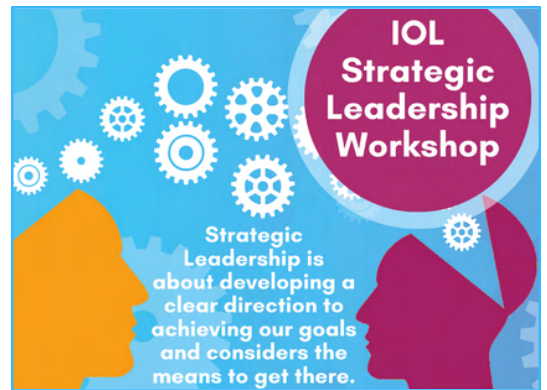 IOL
Strategic
Leadership
Workshop
Strategic
Leadership is
about developing a
clear direction to
achieving our goals
and considers the
means to get there.